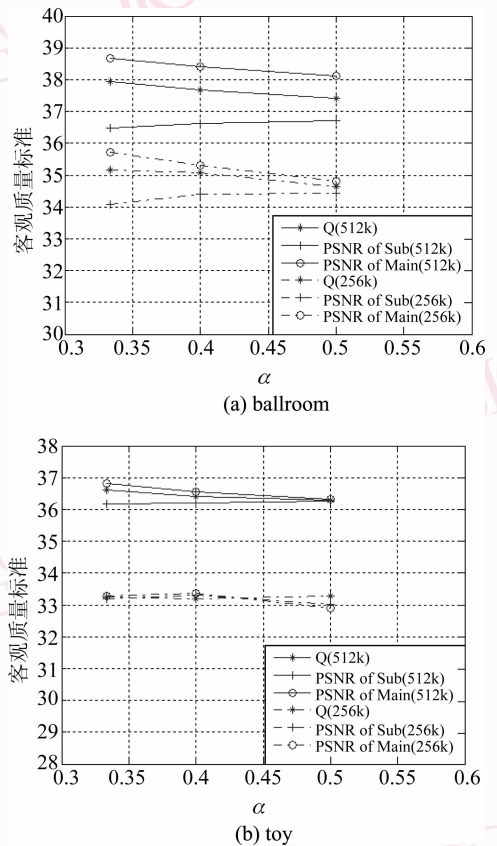 40
39
38
37
36
35
34
33
32
31
30
客观质量标准
Q(512k)
PSNR of Sub(512k)
PSNR of Main(512k)
Q(256k)
PSNR of Sub(256k)
PSNR of Main(256k)
0.3 0.35 0.4 0.45 0.5 0.55 0.6
α
(a) ballroom
38
37
36
35
34
33
32
31
30
29
28
客观质量标准
Q(512k)
PSNR of Sub(512k)
PSNR of Main(512k)
Q(256k)
PSNR of Sub(256k)
PSNR of Main(256k)
0.3 0.35 0.4 0.45 0.5 0.55 0.6
α
(b) toy